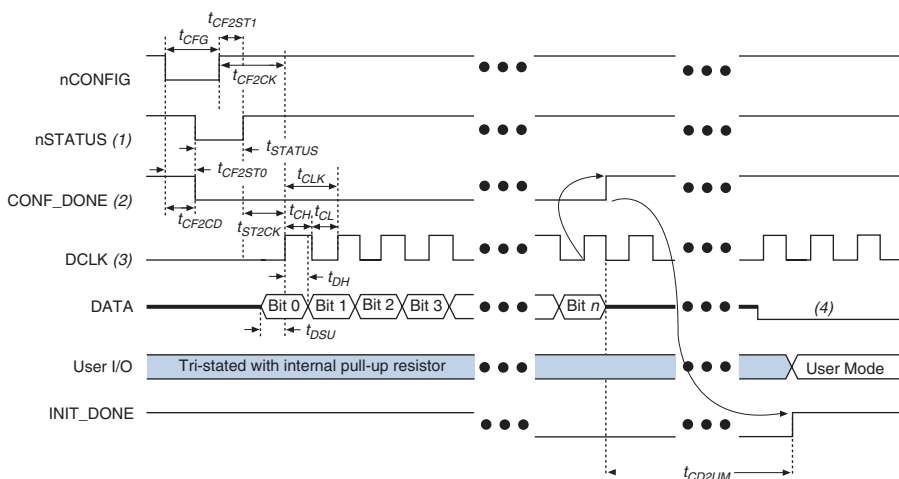 tCF2ST1
tCFG
nCONFIG
tCF2CK
nSTATUS (1)
tSTATUS
tCF2ST0
tCLK
CONF_DONE (2)
tCF2CD
tST2CK
tCH
tCL
DCLK (3)
tDH
DATA
Bit 0
Bit 1
Bit 2
Bit 3
Bit n
(4)
tDSU
User I/O
Tri-stated with internal pull-up resistor
User Mode
INIT_DONE
tCD2UM